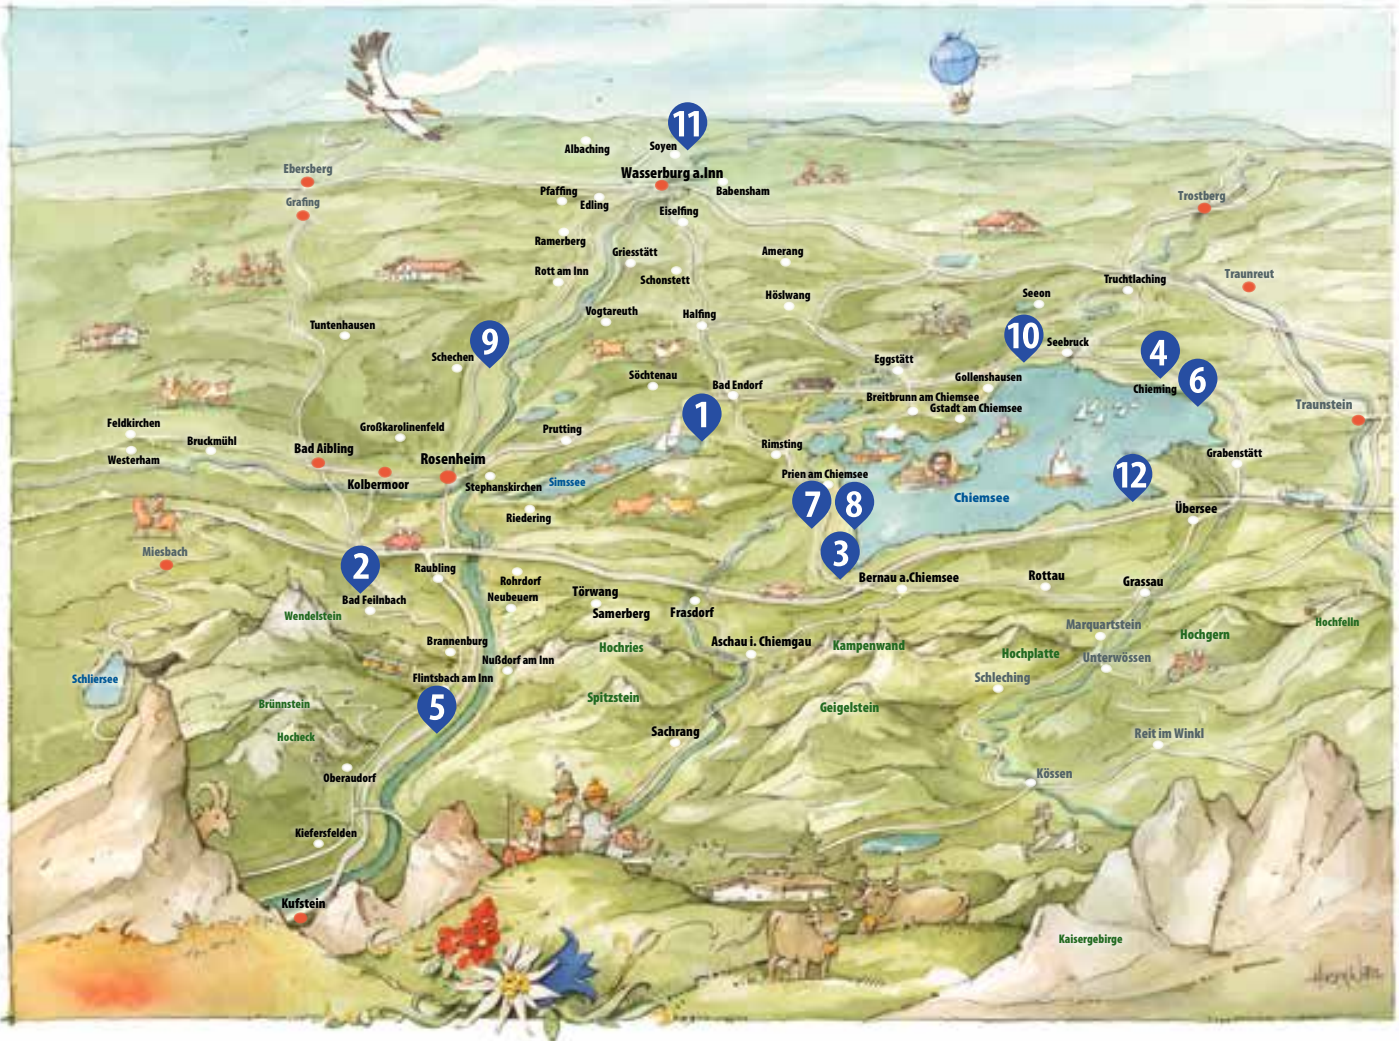 11
Albaching
Soyen
Ebersberg
Wasserburg a.Inn
Pfaffing
Babensham
Grafing
Edling
Trostberg
Eiselfing
Ramerberg
Griesstätt
Amerang
Rott am Inn
Schonstett
Truchtlaching
Traunreut
Höslwang
Seeon
Vogtareuth
Halfing
Tuntenhausen
9
10
Seebruck
4
Schechen
Eggstätt
6
Söchtenau
Bad Endorf
Gollenshausen
Chieming
Breitbrunn am Chiemsee
Gstadt am Chiemsee
Traunstein
1
Feldkirchen
Großkarolinenfeld
Prutting
Bruckmühl
Bad Aibling
Rimsting
Westerham
Rosenheim
Grabenstätt
Kolbermoor
Stephanskirchen
Simssee
Prien am Chiemsee
12
7
8
Chiemsee
Riedering
Übersee
Miesbach
3
2
Raubling
Rohrdorf
Bernau a.Chiemsee
Rottau
Grassau
Törwang
Neubeuern
Bad Feilnbach
Samerberg
Frasdorf
Wendelstein
Marquartstein
Hochfelln
Hochgern
Brannenburg
Hochries
Aschau i. Chiemgau
Kampenwand
Hochplatte
Unterwössen
Nußdorf am Inn
Schliersee
Flintsbach am Inn
Schleching
Brünnstein
5
Spitzstein
Geigelstein
Hocheck
Sachrang
Reit im Winkl
Oberaudorf
Kössen
Kiefersfelden
Kufstein
Kaisergebirge